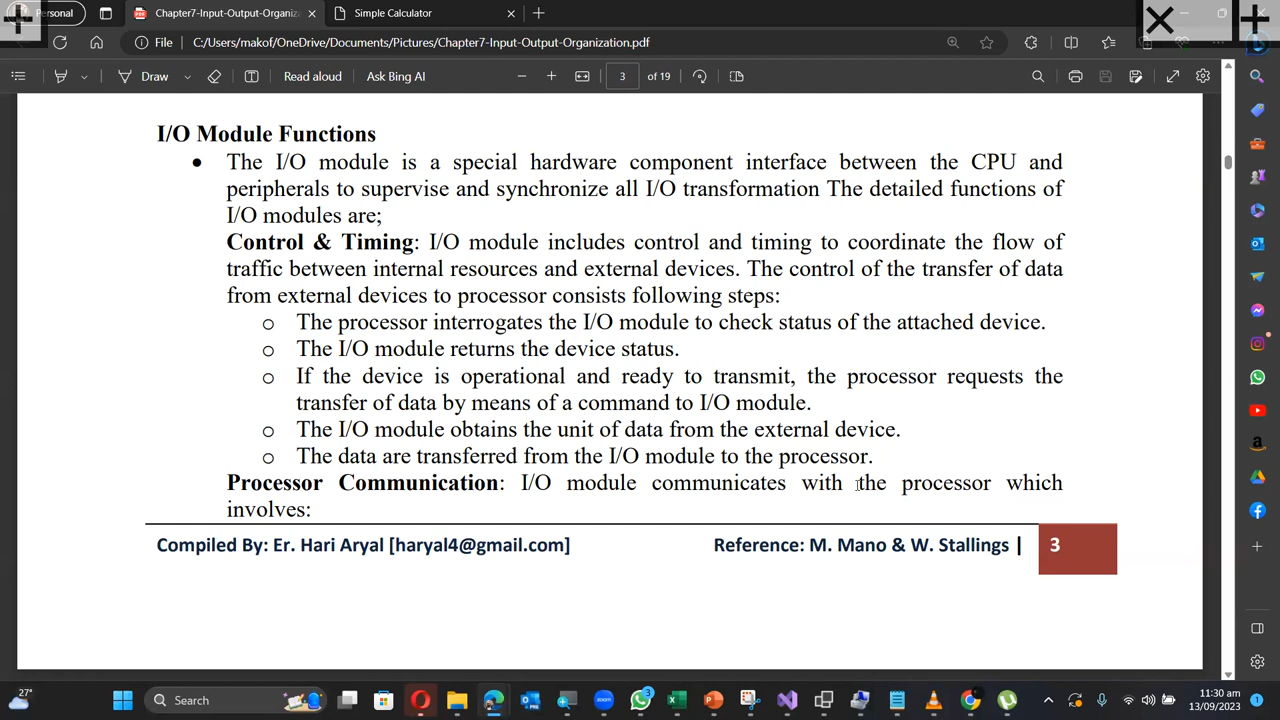 Personal
Chapter7-Input-Output-Organiza
Simple Calculator
File
C:/Users/makof/OneDrive/Documents/Pictures/Chapter7-Input-Output-Organization.pdf
Draw
Read aloud
Ask Bing AI
3
of 19
I/O Module Functions
• The I/O module is a special hardware component interface between the CPU and
peripherals to supervise and synchronize all I/O transformation The detailed functions of
I/O modules are;
Control & Timing: I/O module includes control and timing to coordinate the flow of
traffic between internal resources and external devices. The control of the transfer of data
from external devices to processor consists following steps:
o The processor interrogates the I/O module to check status of the attached device.
o The I/O module returns the device status.
o If the device is operational and ready to transmit, the processor requests the
transfer of data by means of a command to I/O module.
o The I/O module obtains the unit of data from the external device.
o The data are transferred from the I/O module to the processor.
Processor Communication: I/O module communicates with the processor which
involves:
Compiled By: Er. Hari Aryal [haryal4@gmail.com]
Reference: M. Mano & W. Stallings | 3
27°
Search
3
11:30 am
13/09/2023
1